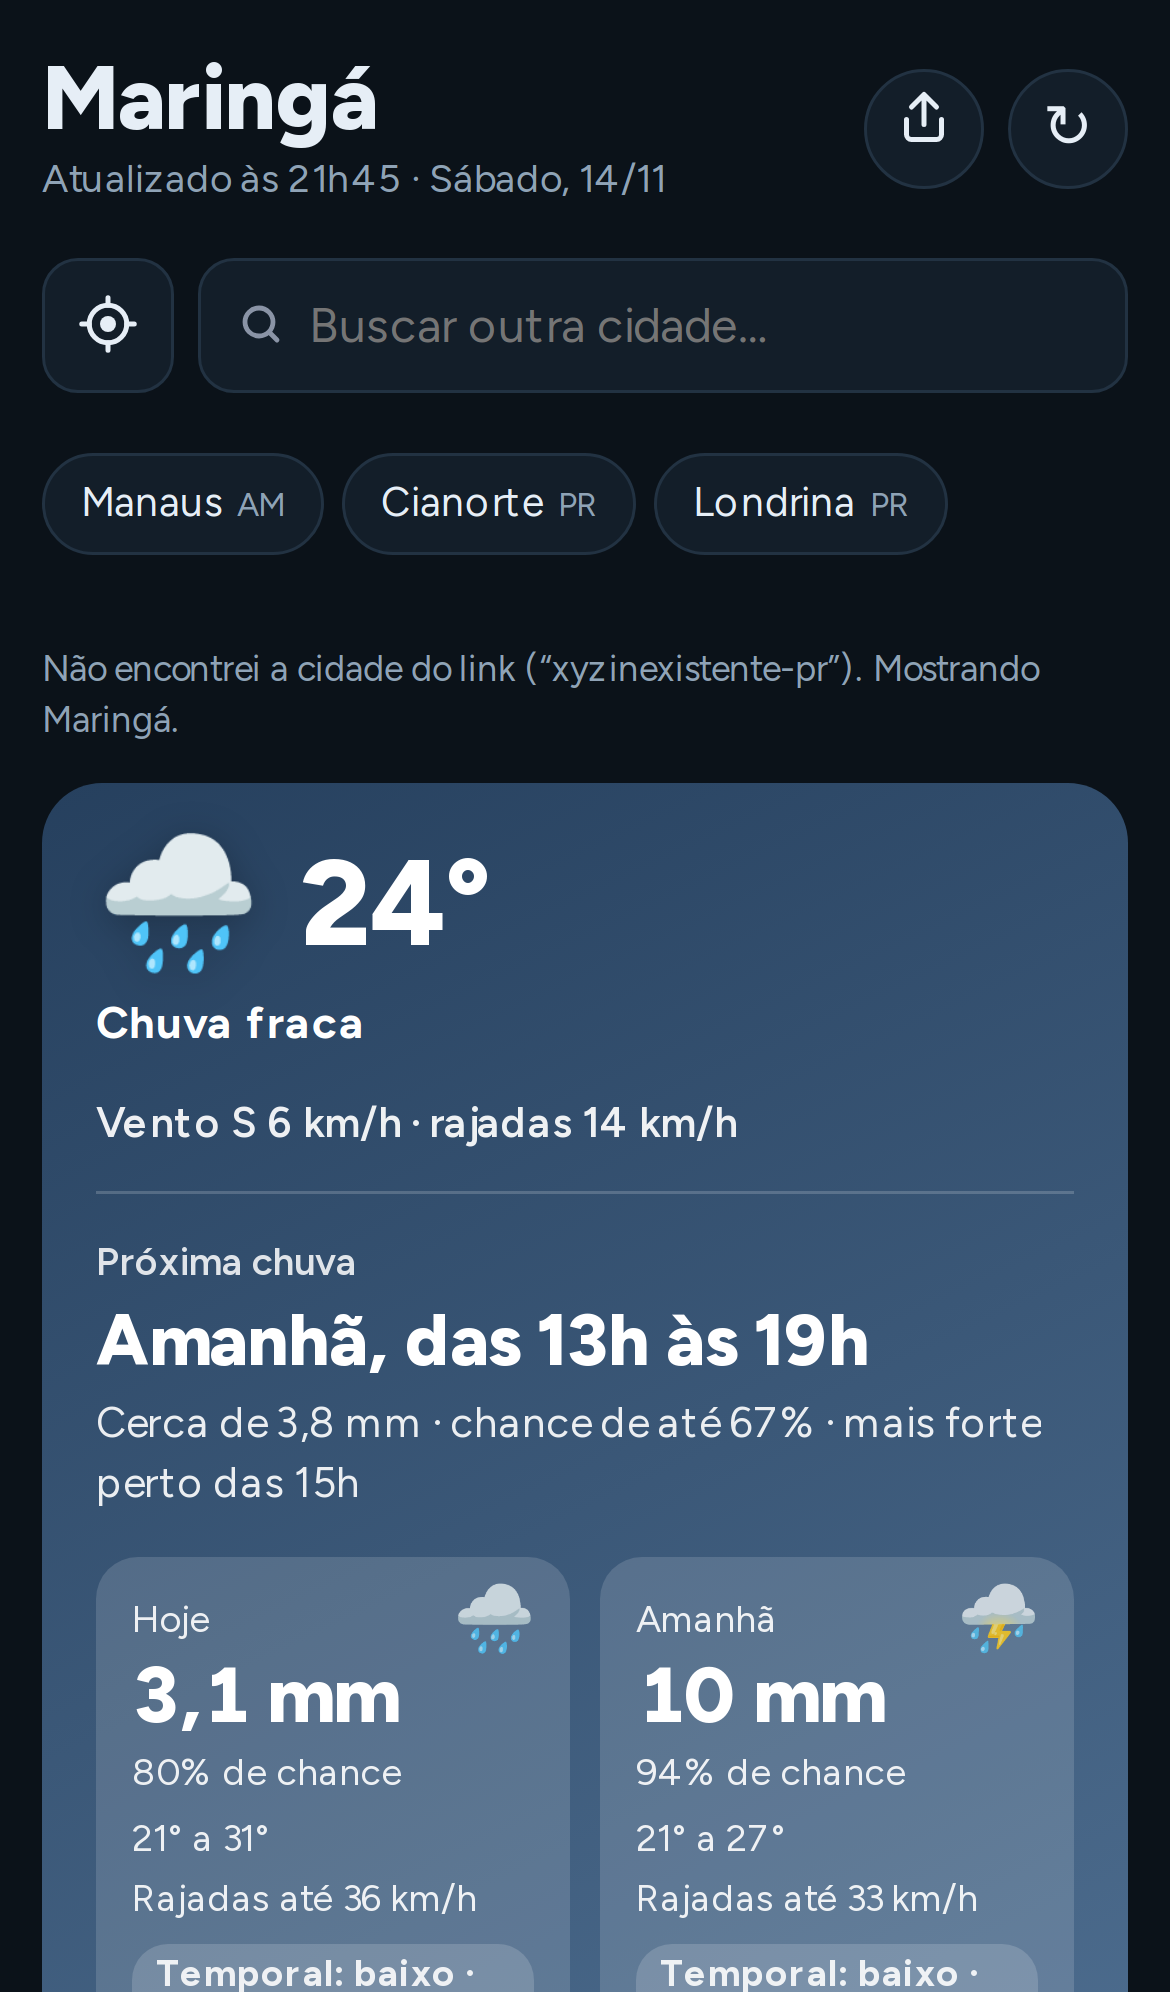 Maringá
Atualizado às 21h45 · Sábado, 14/11
Buscar outra cidade...
Manaus AM
Cianorte PR
Londrina PR
Não encontrei a cidade do link (“xyzinexistente-pr”). Mostrando
Maringá.
24°
Chuva fraca
Vento S 6 km/h · rajadas 14 km/h
Próxima chuva
Amanhã, das 13h às 19h
Cerca de 3,8 mm · chance de até 67% · mais forte
perto das 15h
Hoje
3,1 mm
80% de chance
21° a 31°
Rajadas até 36 km/h
Temporal: baixo ·
Amanhã
10 mm
94% de chance
21° a 27°
Rajadas até 33 km/h
Temporal: baixo ·